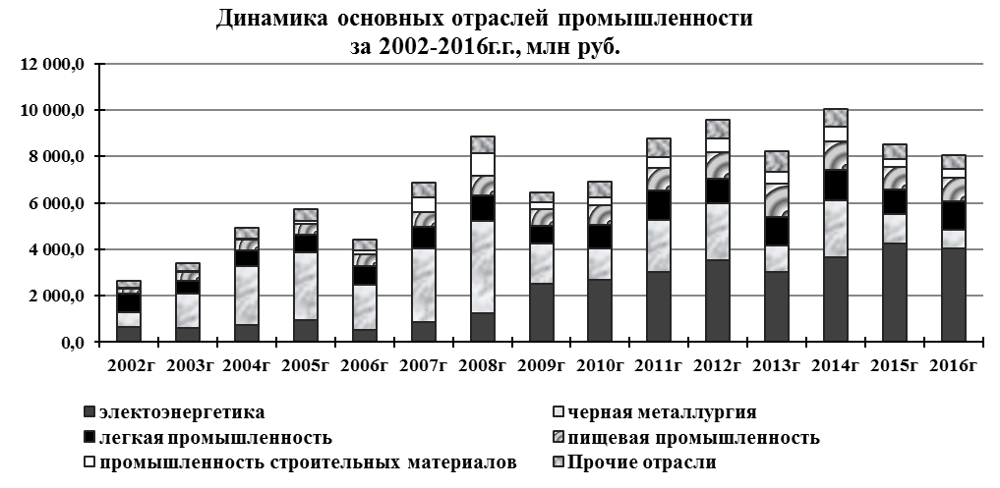 Динамика основных отраслей промышленности
за 2002-2016г.г., млн руб.
12 000,0
10 000,0
8 000,0
6 000,0
4 000,0
2 000,0
0,0
2002г 2003г 2004г 2005г 2006г 2007г 2008г 2009г 2010г 2011г 2012г 2013г 2014г 2015г 2016г
электоэнергетика
черная металлургия
легкая промышленность
пищевая промышленность
промышленность строительных материалов
Прочие отрасли